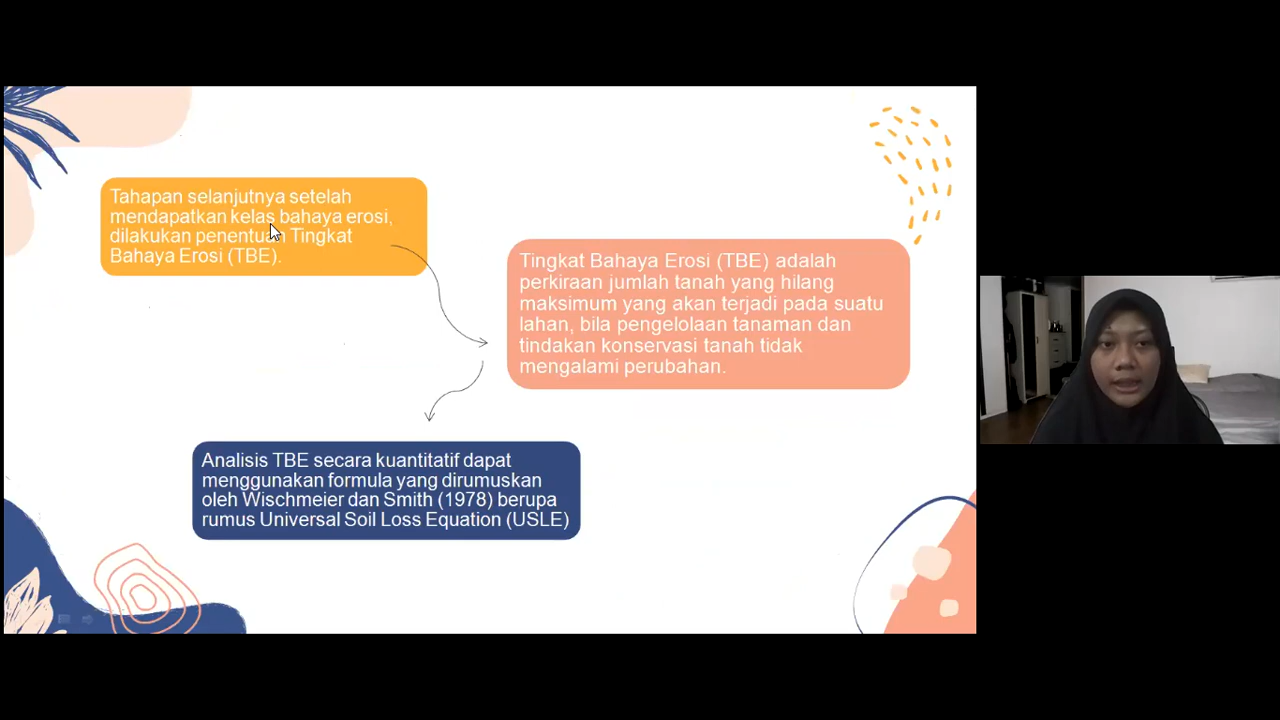 Tahapan selanjutnya setelah
mendapatkan kelas bahaya erosi,
dilakukan penentuan Tingkat
Bahaya Erosi (TBE).
Tingkat Bahaya Erosi (TBE) adalah
perkiraan jumlah tanah yang hilang
maksimum yang akan terjadi pada suatu
lahan, bila pengelolaan tanaman dan
tindakan konservasi tanah tidak
mengalami perubahan.
Analisis TBE secara kuantitatif dapat
menggunakan formula yang dirumuskan
oleh Wischmeier dan Smith (1978) berupa
rumus Universal Soil Loss Equation (USLE)